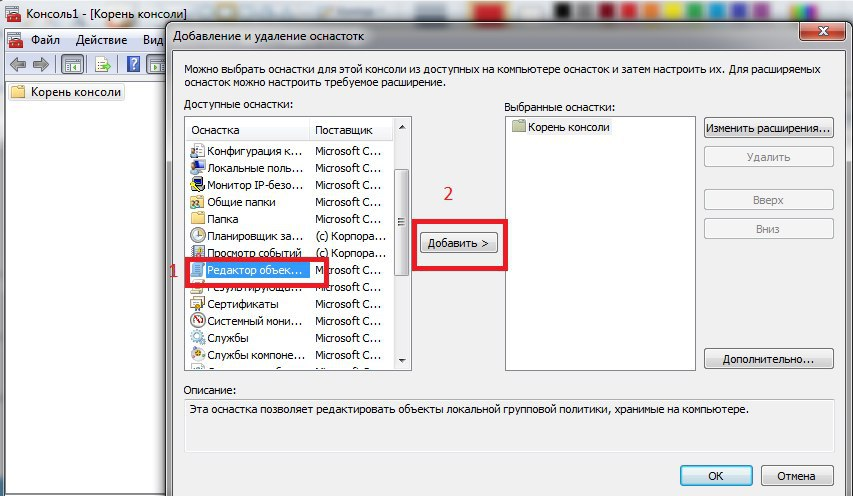 Консоль1 - [Корень консоли]
Файл Действие Вид
Корень консоли
Добавление и удаление оснастотк
Можно выбрать оснастки для этой консоли из доступных на компьютере оснасток и затем настроить их. Для расширяемых
оснасток можно настроить требуемое расширение.
Доступные оснастки:
Оснастка Поставщик
Конфигурация к... Microsoft C...
Локальные поль... Microsoft C...
Монитор IP-безо... Microsoft C...
Общие папки Microsoft C...
Папка Microsoft C...
Планировщик за... (c) Корпора...
Просмотр событий (c) Корпора...
1 Редактор объек... Microsoft C...
Результирующа... Microsoft C...
Сертификаты Microsoft C...
Системный мони... Microsoft C...
Службы Microsoft C...
Службы компоне... Microsoft C...
2
Добавить >
Выбранные оснастки:
Корень консоли
Изменить расширения...
Удалить
Вверх
Вниз
Дополнительно...
Описание:
Эта оснастка позволяет редактировать объекты локальной групповой политики, хранимые на компьютере.
ОК Отмена